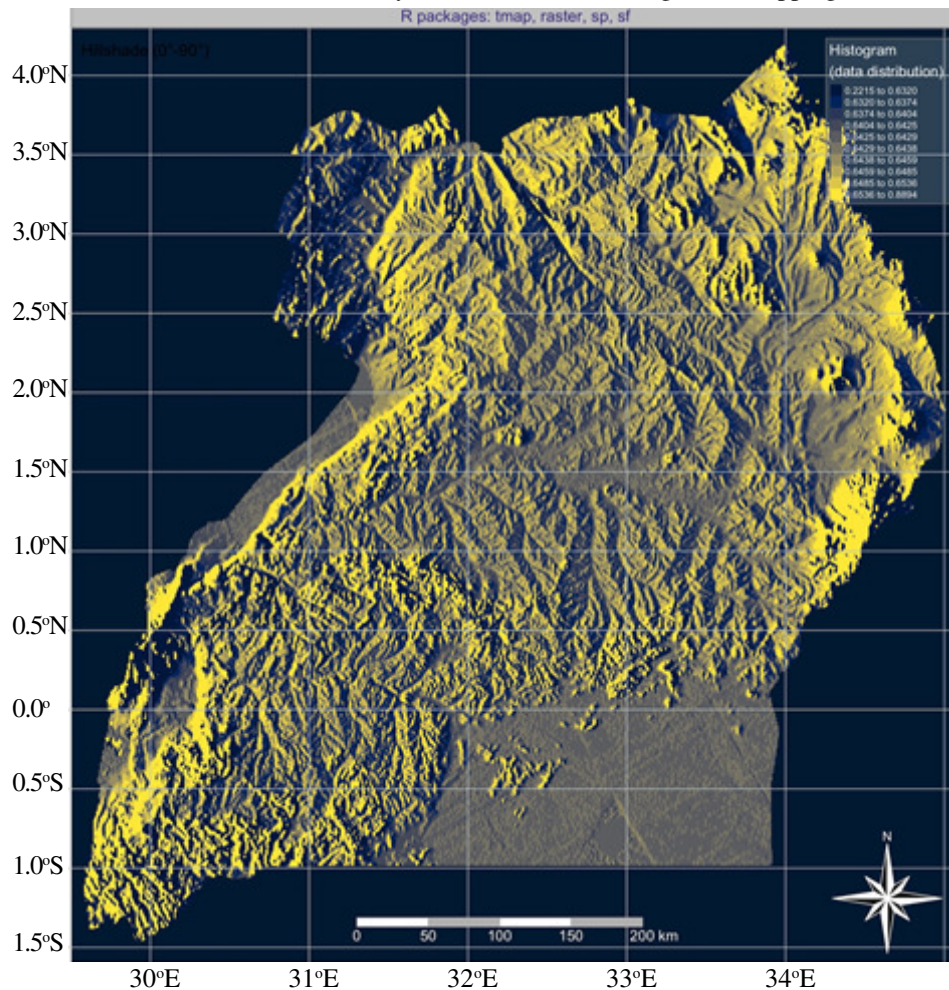 R packages: tmap, raster, sp, sf
Hillshade (0°-90°)
Histogram
(data distribution)
0.2215 to 0.6320
0.6320 to 0.6374
0.6374 to 0.6404
0.6404 to 0.6425
0.6425 to 0.6429
0.6429 to 0.6438
0.6438 to 0.6459
0.6459 to 0.6485
0.6485 to 0.6536
0.6536 to 0.8894
4.0°N
3.5°N
3.0°N
2.5°N
2.0°N
1.5°N
1.0°N
0.5°N
0.0°
0.5°S
1.0°S
1.5°S
N
0 50 100 150 200 km
30°E 31°E 32°E 33°E 34°E